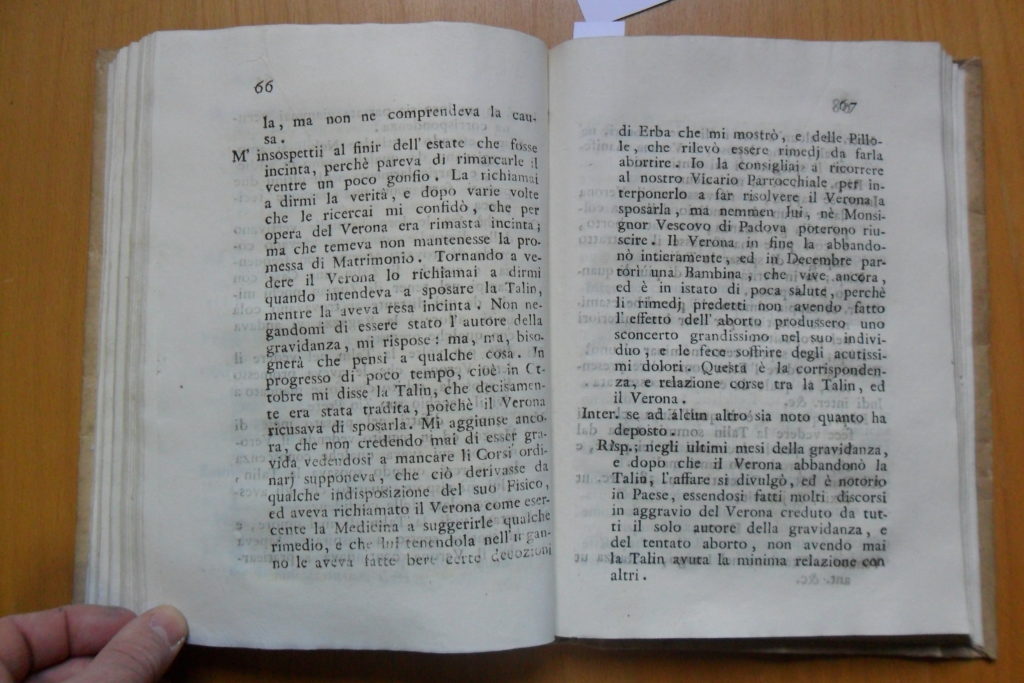 66
la, ma non ne comprendeva la cau-
sa.
M' insospettii al finir dell'estate che fosse
incinta, perchè pareva di rimarcarle il
ventre un poco gonfio. La richiamai
a dirmi la verità, e dopo varie volte
che le ricercai mi confidò, che per
opera del Verona era rimasta incinta;
ma che temeva non mantenesse la pro-
messa di Matrimonio. Tornando a ve-
dere il Verona lo richiamai a dirmi
quando intendeva a sposare la Talin,
mentre la aveva resa incinta. Non ne-
gandomi di essere stato l'autore della
gravidanza, mi rispose: ma, ma, biso-
gnerà che pensi a qualche cosa. In
progresso di poco tempo, cioè in Ot-
tobre mi disse la Talin, che decisamen-
te era stata tradita, poichè il Verona
ricusava di sposarla. Mi aggiunse anco-
ra, che non credendo mai di esser gra-
vida vedendosi a mancare li Corsi ordi-
narj supponeva, che ciò derivasse da
qualche indisposizione del suo Fisico,
ed aveva richiamato il Verona come eser-
cente la Medicina a suggerirle qualche
rimedio, e che lui tenendola nell'ingan-
no le aveva fatte bere certe decozioni
67
di Erba che mi mostrò, e delle Pillo-
le, che rilevò essere rimedj da farla
abortire. Io la consigliai a ricorrere
al nostro Vicario Parrocchiale per in-
terponerlo a far risolvere il Verona a
sposarla, ma nemmen lui, nè Monsi-
gnor Vescovo di Padova poterono riu-
scire. Il Verona in fine la abbando-
nò intieramente, ed in Decembre par-
torì una Bambina, che vive ancora,
ed è in istato di poca salute, perchè
li rimedj predetti non avendo fatto
l'effetto dell'aborto produssero uno
sconcerto grandissimo nel suo indivi-
duo, e le fece soffrire degli acutissi-
mi dolori. Questa è la corrisponden-
za, e relazione corse tra la Talin, ed
il Verona.
Inter. se ad alcun altro sia noto quanto ha
deposto.
Risp.; negli ultimi mesi della gravidanza,
e dopo che il Verona abbandonò la
Talin, l'affare si divulgò, ed è notorio
in Paese, essendosi fatti molti discorsi
in aggravio del Verona creduto da tut-
ti il solo autore della gravidanza, e
del tentato aborto, non avendo mai
la Talin avuta la minima relazione con
altri.